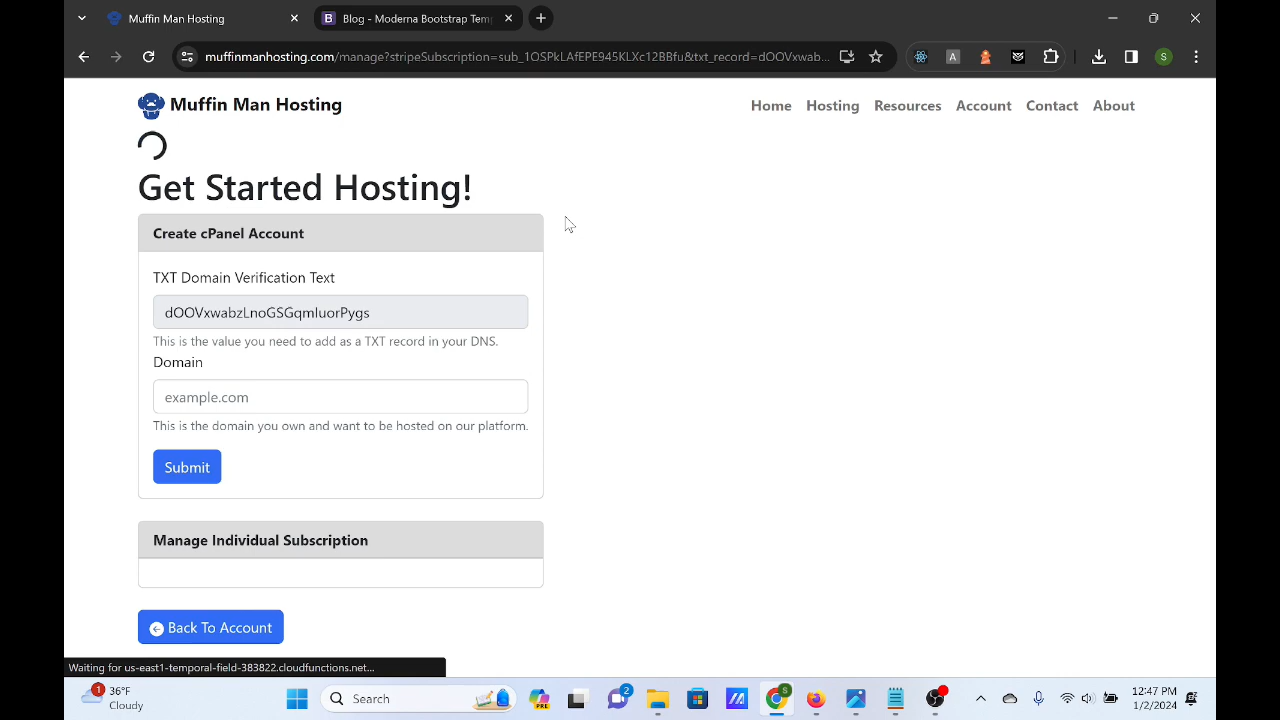 Muffin Man Hosting
Blog - Moderna Bootstrap Tem
muffinmanhosting.com/manage?stripeSubscription=sub_1OSPkLAfEPE945KLXc12BBfu&txt_record=dOOVxwab...
S
Muffin Man Hosting
Home Hosting Resources Account Contact About
Get Started Hosting!
Create cPanel Account
TXT Domain Verification Text
dOOVxwabzLnoGSGqmluorPygs
This is the value you need to add as a TXT record in your DNS.
Domain
example.com
This is the domain you own and want to be hosted on our platform.
Submit
Manage Individual Subscription
Back To Account
Waiting for us-east1-temporal-field-383822.cloudfunctions.net...
1
36°F
Cloudy
Search
PRE
2
S
12:47 PM
1/2/2024